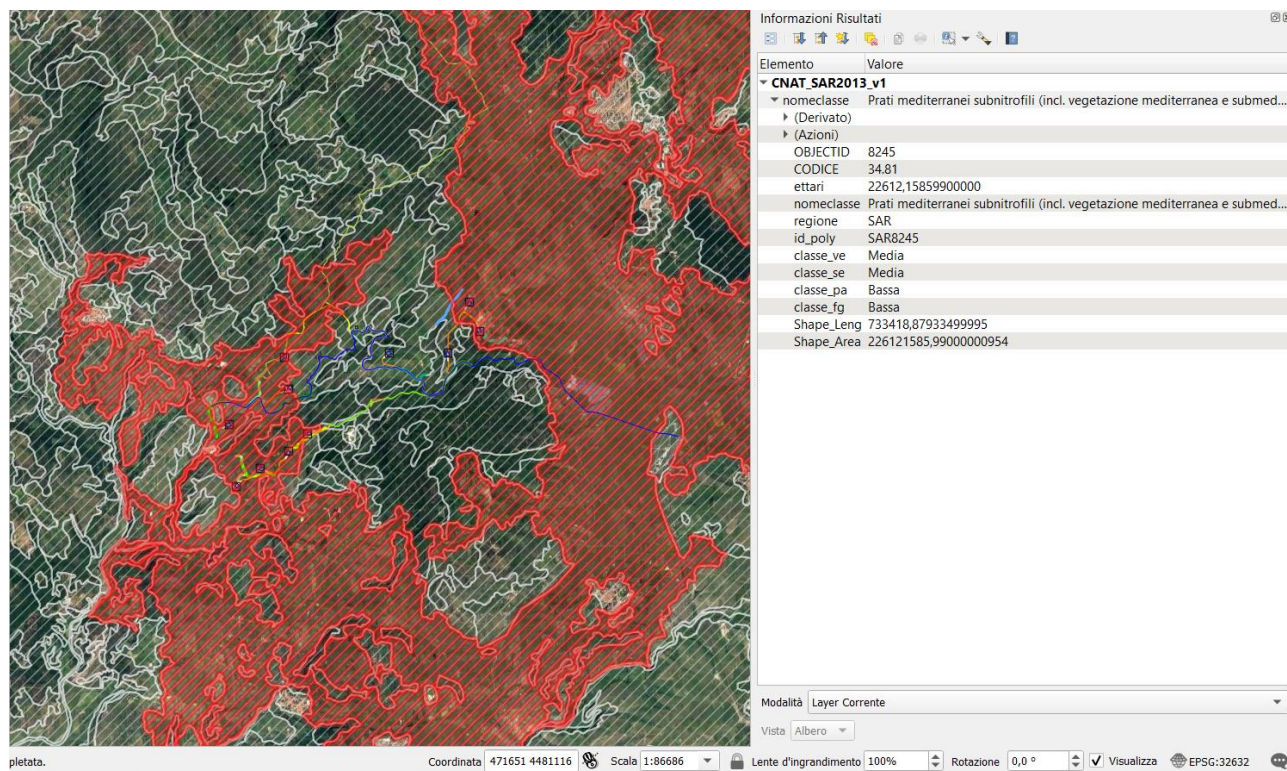 Informazioni Risultati
Elemento Valore
CNAT_SAR2013_v1
nomeclasse Prati mediterranei subnitrofili (incl. vegetazione mediterranea e submed...
(Derivato)
(Azioni)
OBJECTID 8245
CODICE 34.81
ettari 22612,15859900000
nomeclasse Prati mediterranei subnitrofili (incl. vegetazione mediterranea e submed...
regione SAR
id_poly SAR8245
classe_ve Media
classe_se Media
classe_pa Bassa
classe_fg Bassa
Shape_Leng 733418,87933499995
Shape_Area 226121585,99000000954
Modalità Layer Corrente
Vista Albero
pletata. Coordinata 471651 4481116 Scala 1:86686 Lente d'ingrandimento 100% Rotazione 0,0 ° Visualizza EPSG:32632